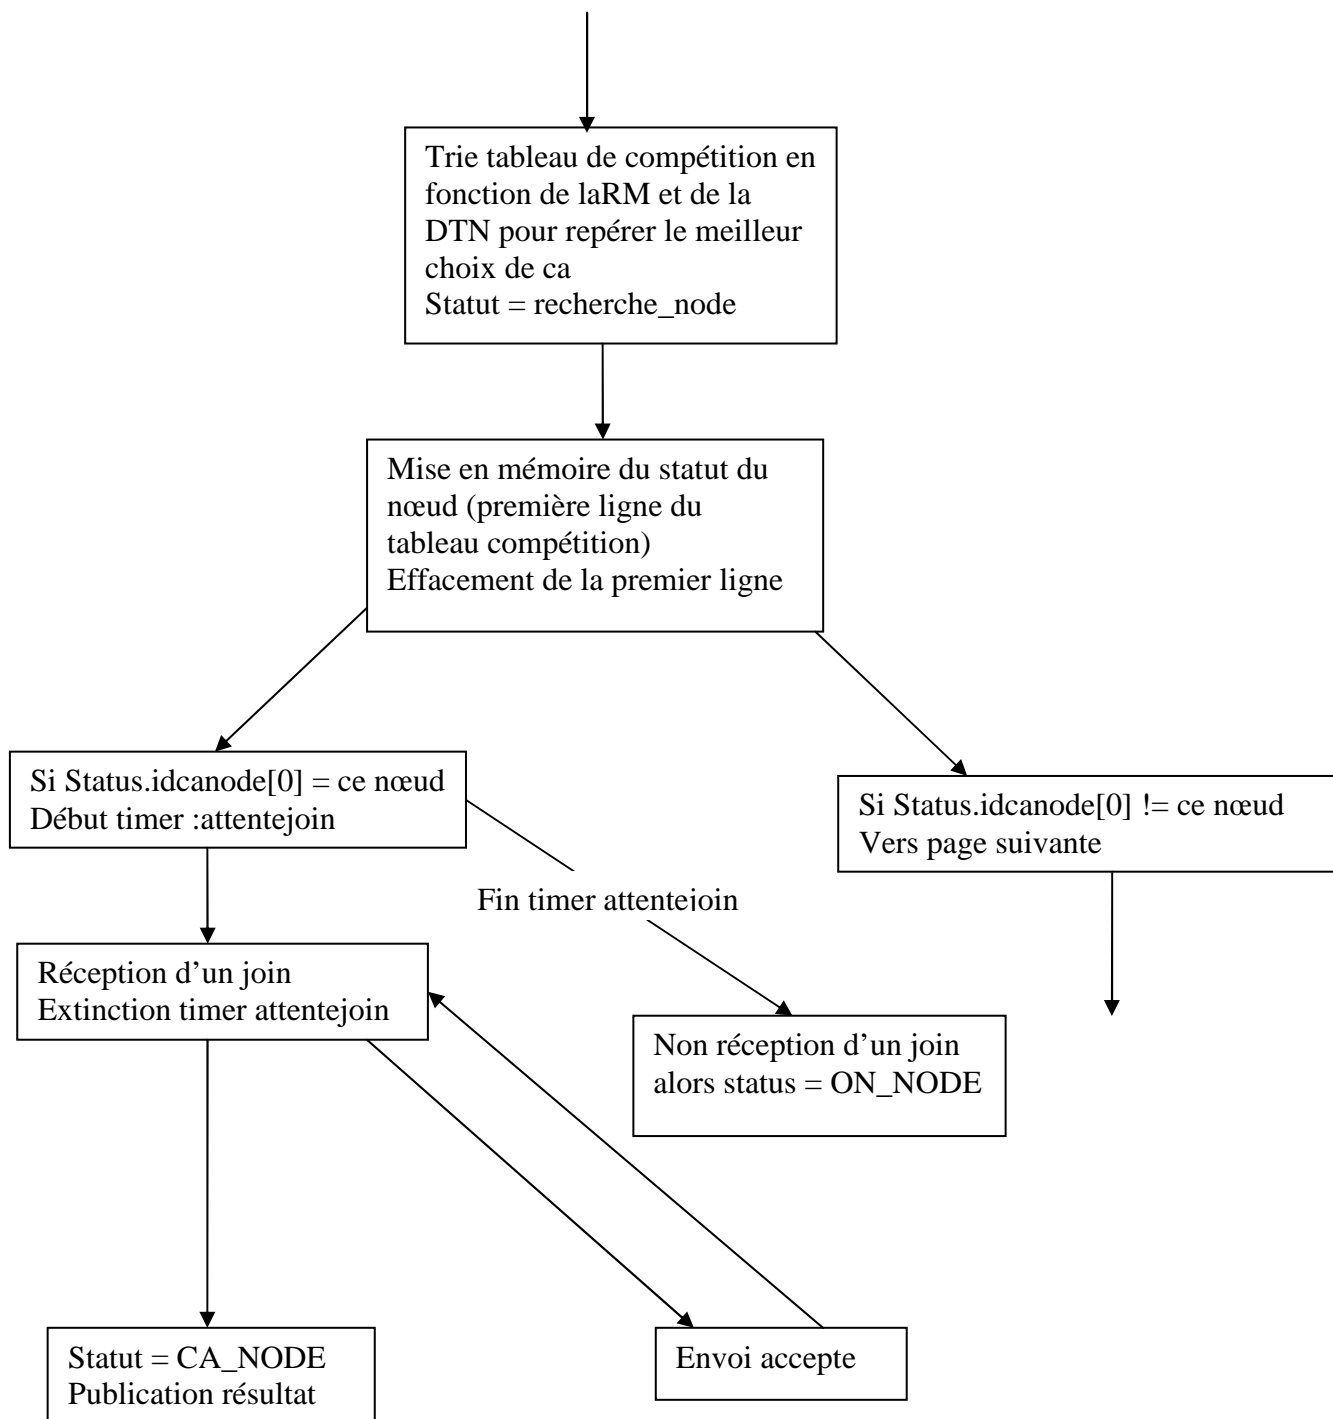 Trie tableau de compétition en
fonction de laRM et de la
DTN pour repérer le meilleur
choix de ca
Statut = recherche_node
Mise en mémoire du statut du
nœud (première ligne du
tableau compétition)
Effacement de la premier ligne
Si Status.idcanode[0] = ce nœud
Début timer :attentejoin
Si Status.idcanode[0] != ce nœud
Vers page suivante
Fin timer attentejoin
Réception d’un join
Extinction timer attentejoin
Non réception d’un join
alors status = ON_NODE
Statut = CA_NODE
Publication résultat
Envoi accepte